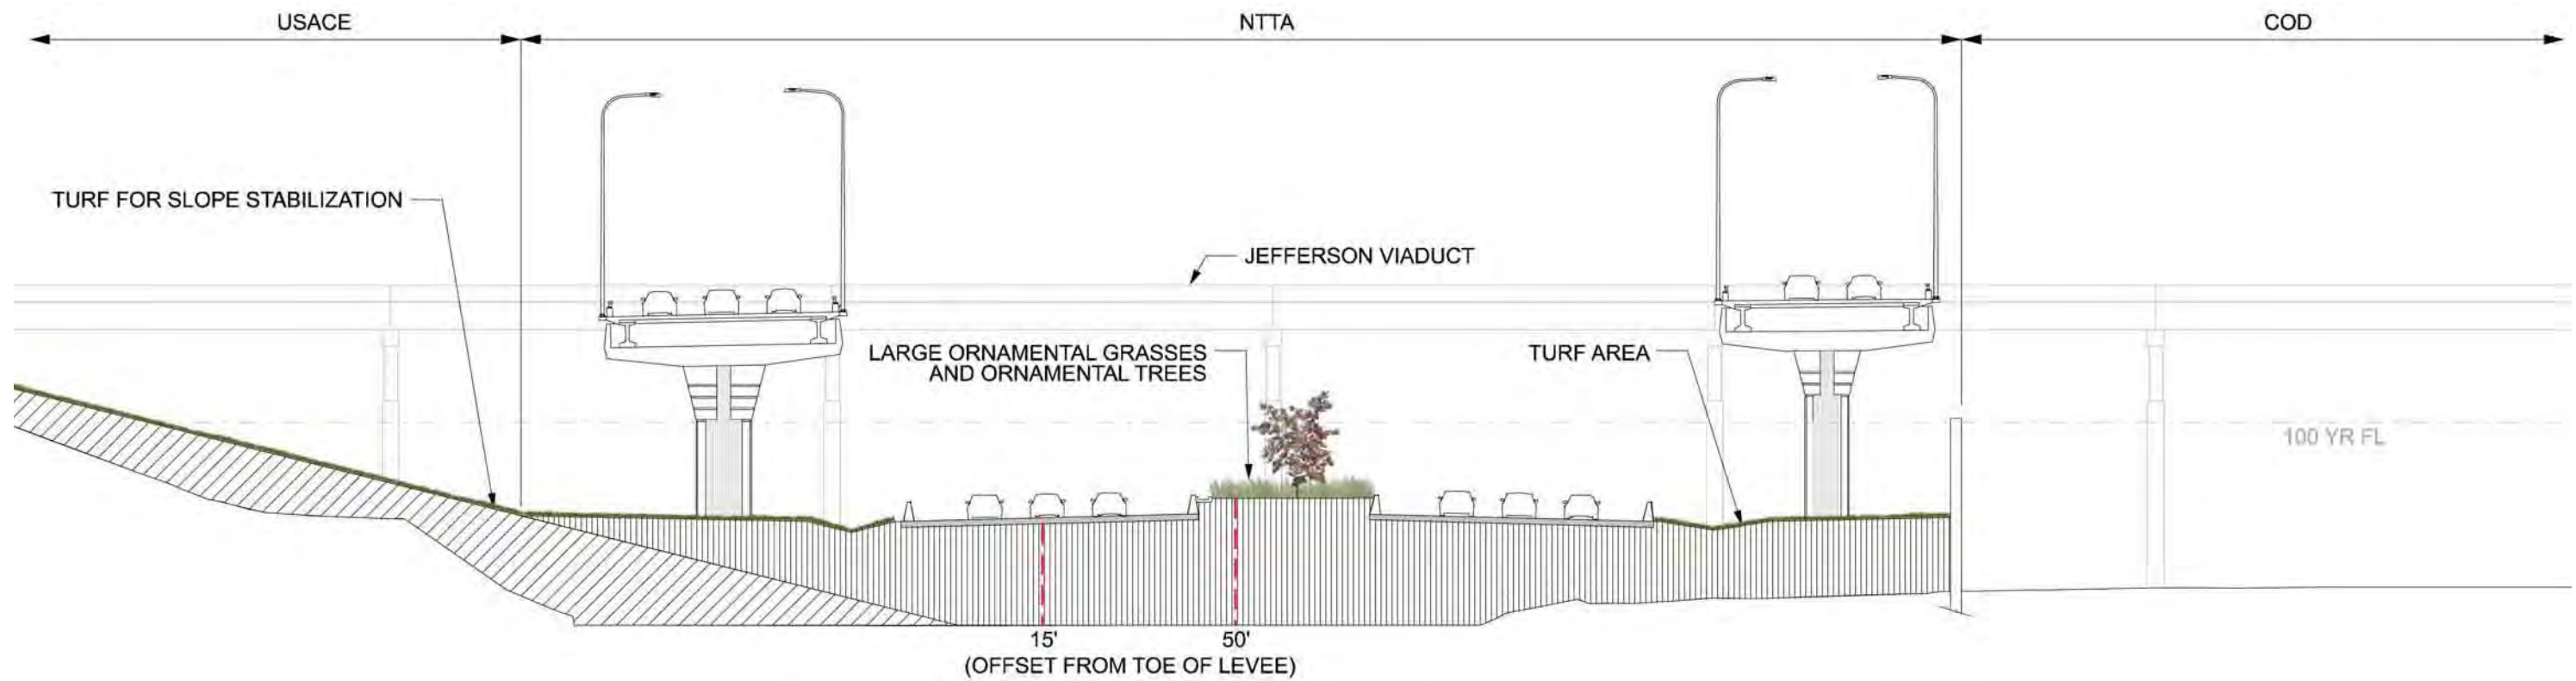 USACE
NTTA
COD
TURF FOR SLOPE STABILIZATION
JEFFERSON VIADUCT
LARGE ORNAMENTAL GRASSES
AND ORNAMENTAL TREES
TURF AREA
100 YR FL
15'
50'
(OFFSET FROM TOE OF LEVEE)